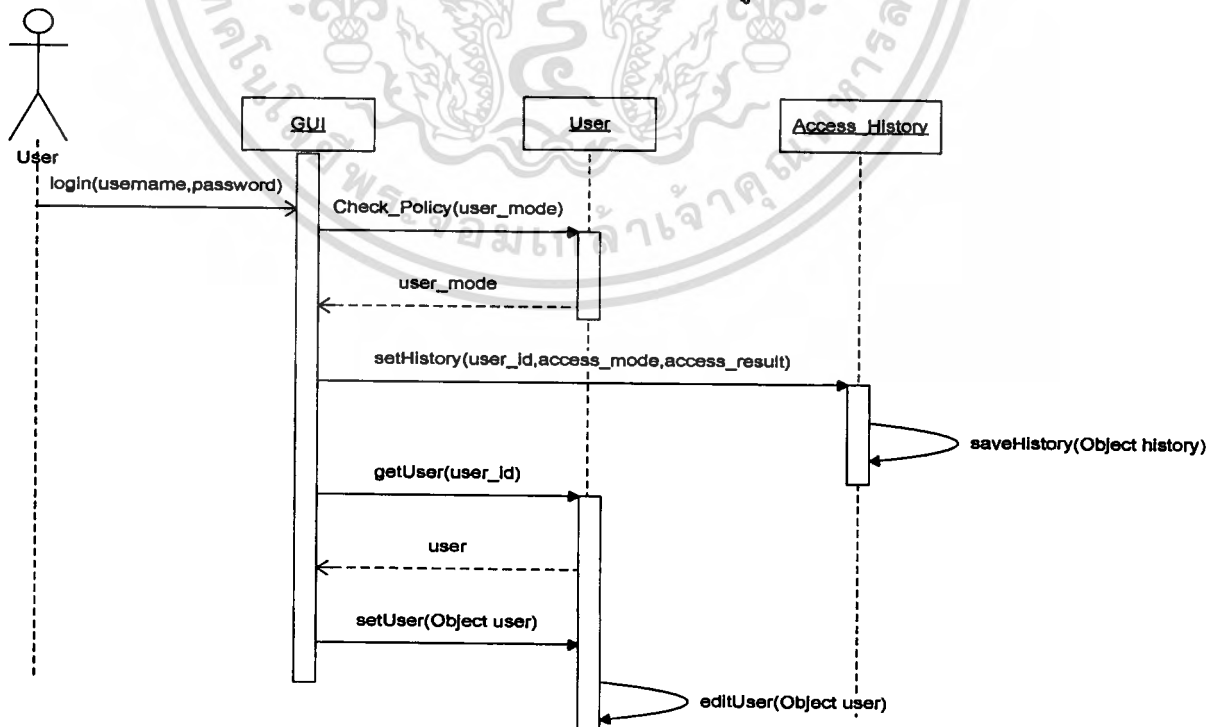 GUI
User
Access_History
User
login(username,password)
Check_Policy(user_mode)
user_mode
setHistory(user_id,access_mode,access_result)
saveHistory(Object history)
getUser(user_id)
user
setUser(Object user)
editUser(Object user)